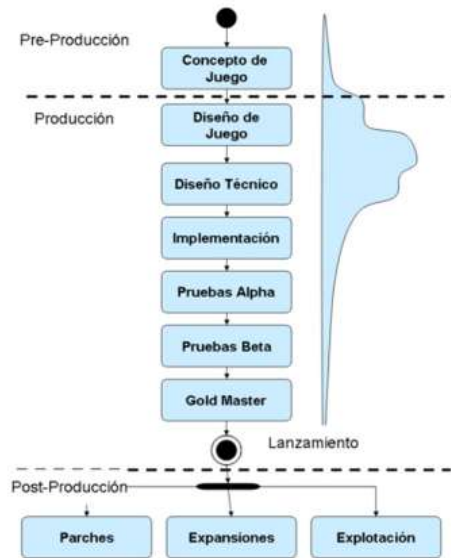 Pre-Producción
Concepto de
Juego
Producción
Diseño de
Juego
Diseño Técnico
Implementación
Pruebas Alpha
Pruebas Beta
Gold Master
Lanzamiento
Post-Producción
Parches
Expansiones
Explotación